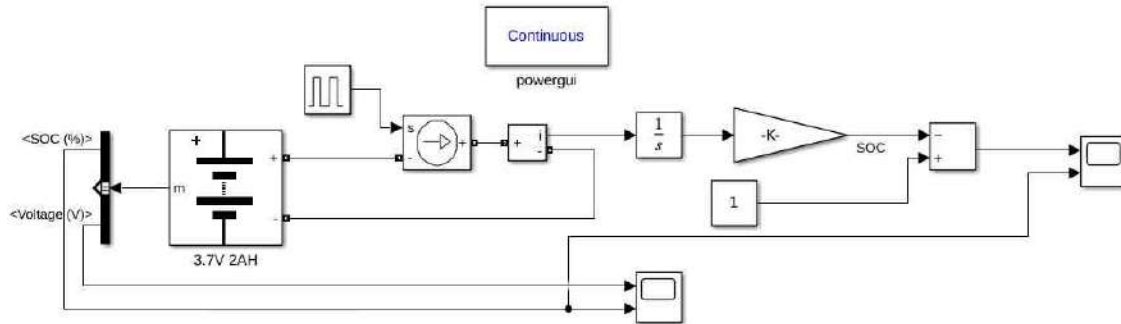 Continuous
powergui
<SOC (%)>
<Voltage (V)>
m
+
+
-
3.7V 2AH
s
-
+
+
i
-
1
s
-K-
SOC
−
+
1